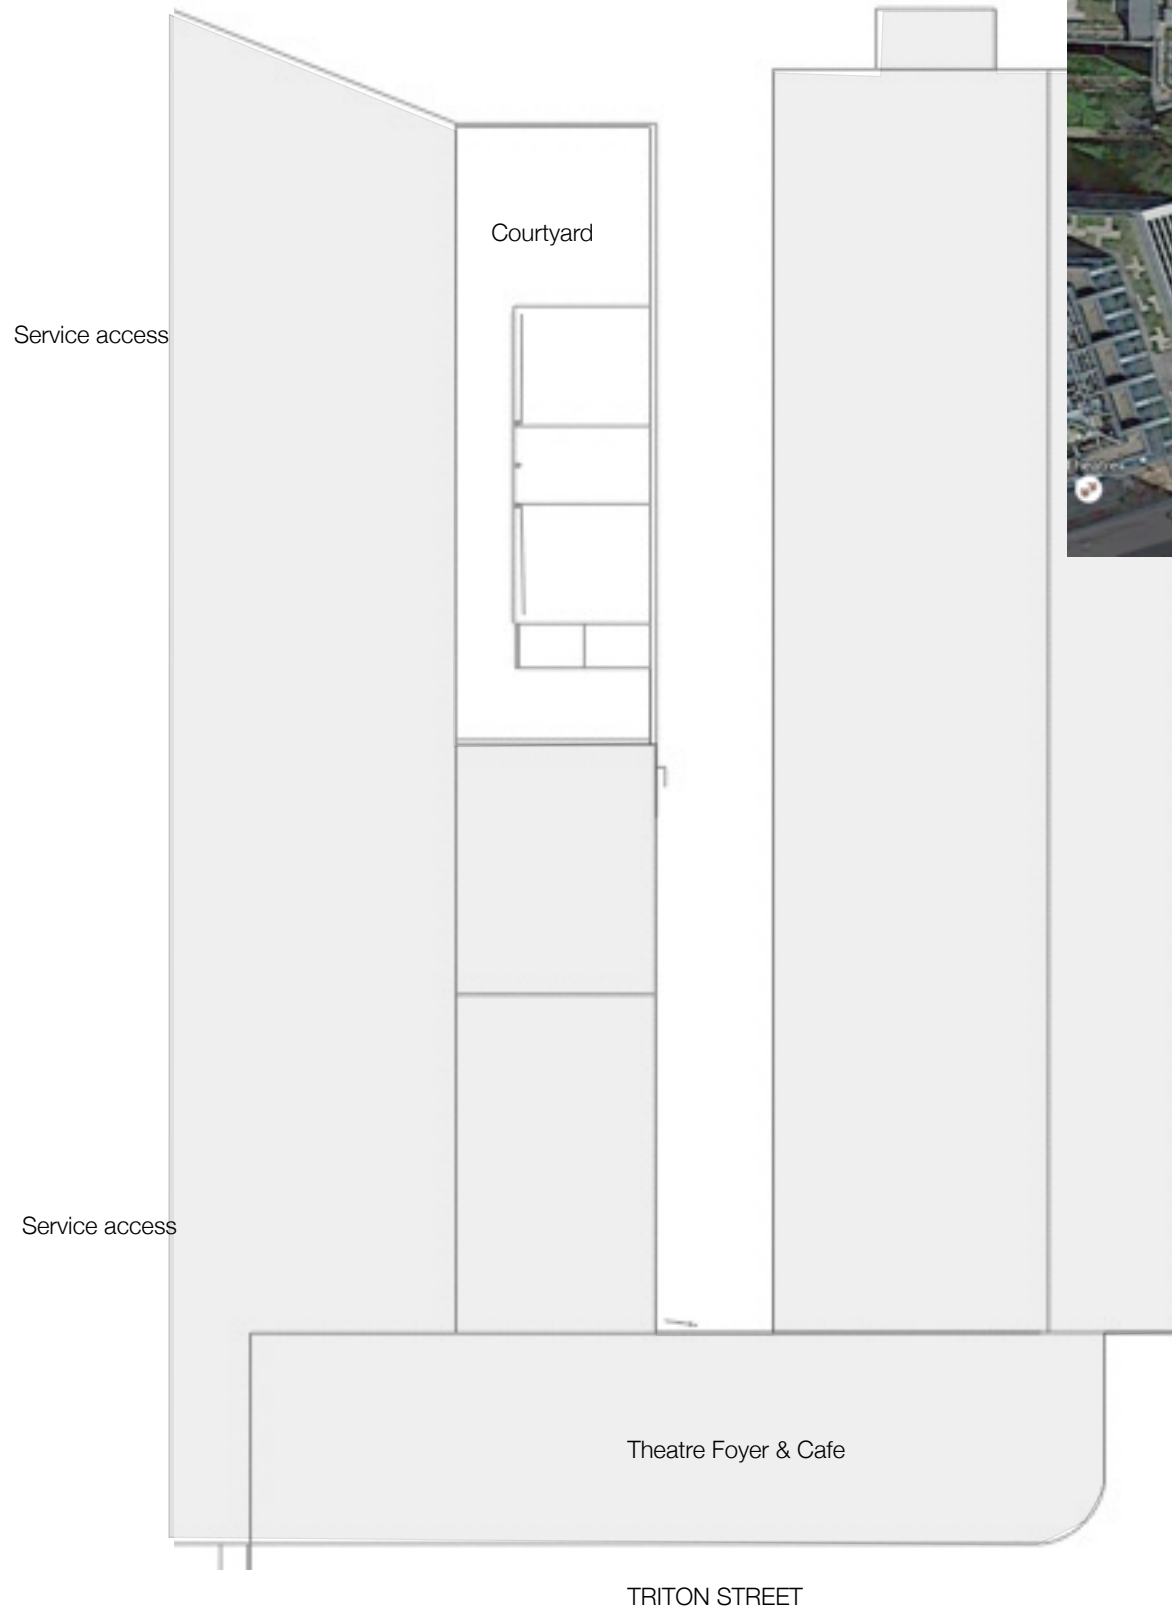 Courtyard
Service access
Service access
Theatre Foyer & Cafe
TRITON STREET